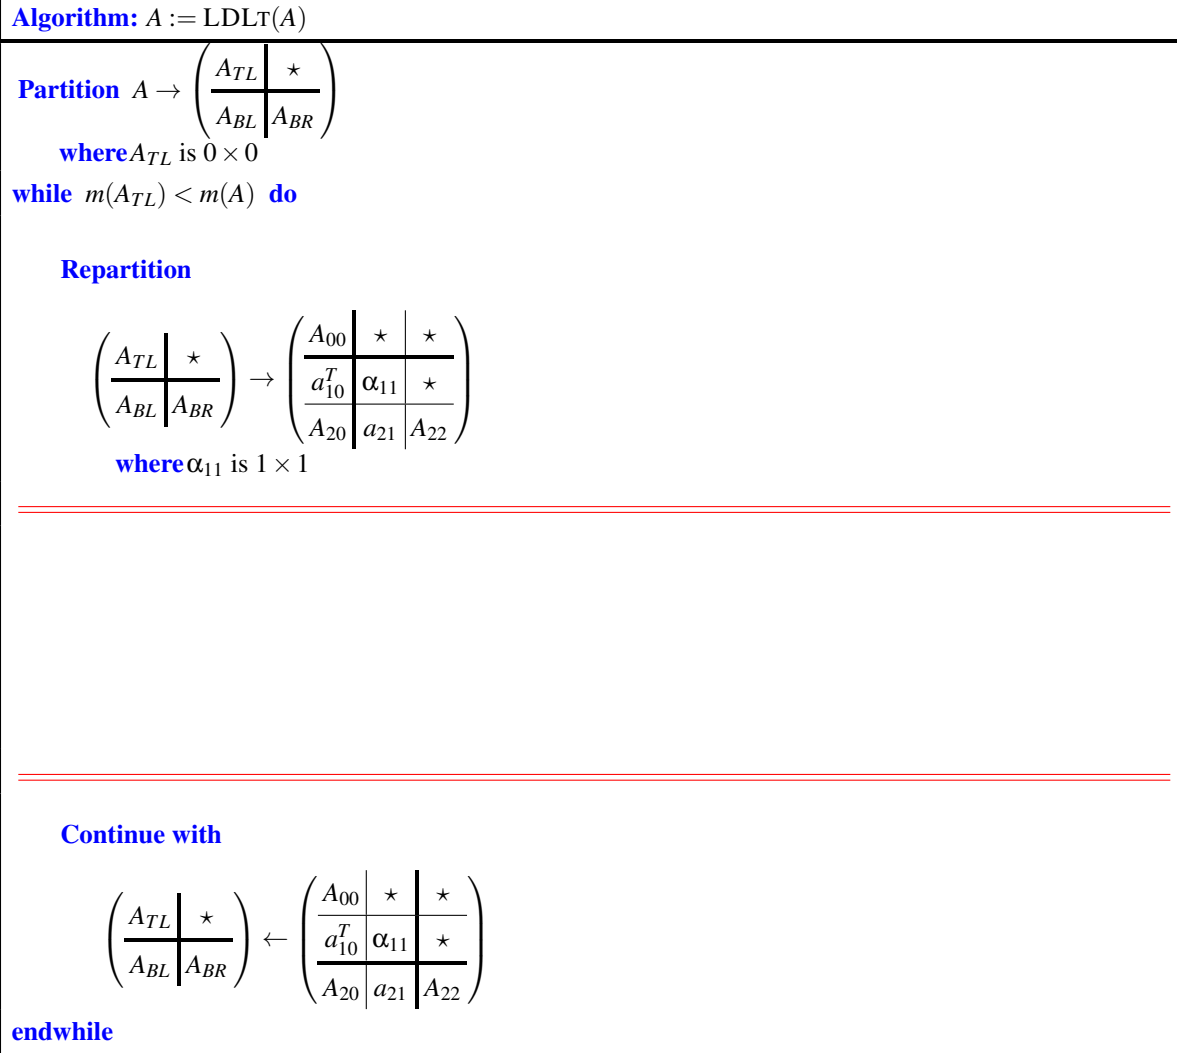 Algorithm: A := LDLT(A)
Partition A → ( A_TL ⋆
A_BL A_BR )
where A_TL is 0 × 0
while m(A_TL) < m(A) do
Repartition
( A_TL ⋆
A_BL A_BR ) → ( A_00 ⋆ ⋆
a_10^T α_11 ⋆
A_20 a_21 A_22 )
where α_11 is 1 × 1
Continue with
( A_TL ⋆
A_BL A_BR ) ← ( A_00 ⋆ ⋆
a_10^T α_11 ⋆
A_20 a_21 A_22 )
endwhile